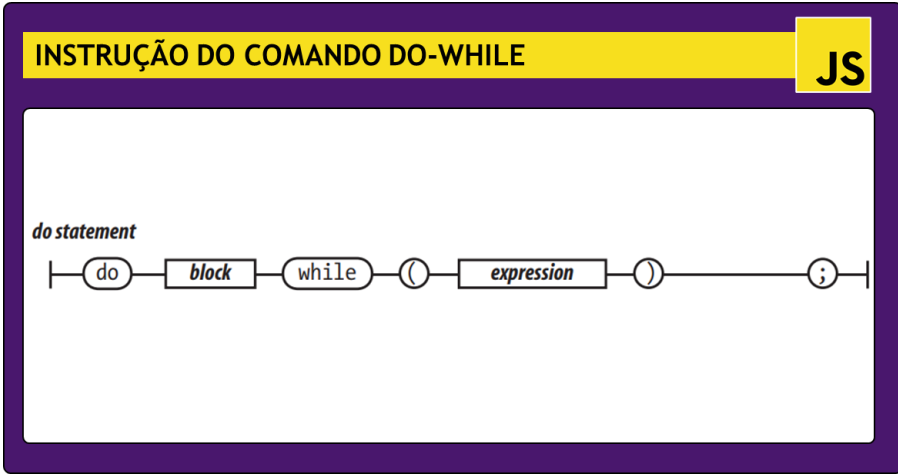 INSTRUÇÃO DO COMANDO DO-WHILE
JS
do statement
do block while ( expression ) ;